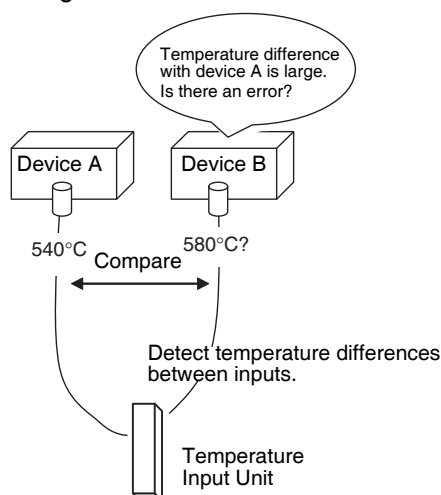 Temperature difference
with device A is large.
Is there an error?
Device A
Device B
540°C
580°C?
Compare
Detect temperature differences
between inputs.
Temperature
Input Unit